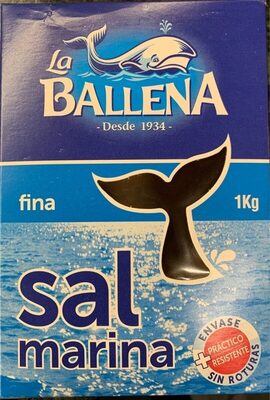 La
BALLENA
- Desde 1934 -
fina
1Kg
sal
marina
ENVASE
+ PRÁCTICO
RESISTENTE
SIN ROTURAS